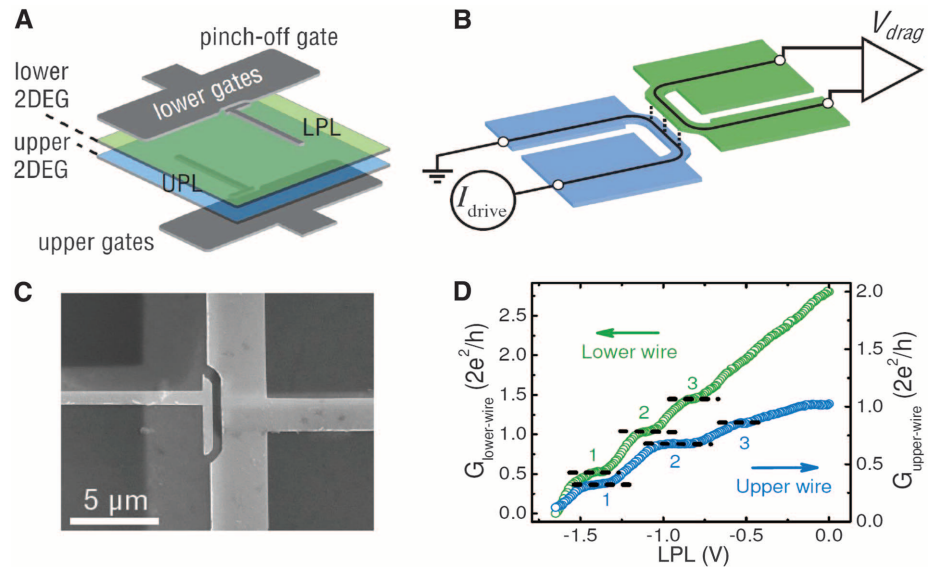 A
pinch-off gate
lower gates
lower
2DEG
LPL
upper
2DEG
UPL
upper gates
B
V_drag
I_drive
C
5 μm
D
G_lower-wire (2e²/h)
2.5
2.0
1.5
1.0
0.5
0.0
Lower wire
3
2
1
3
2
1
Upper wire
2.0
1.5
1.0
0.5
0.0
G_upper-wire (2e²/h)
-1.5 -1.0 -0.5 0.0
LPL (V)